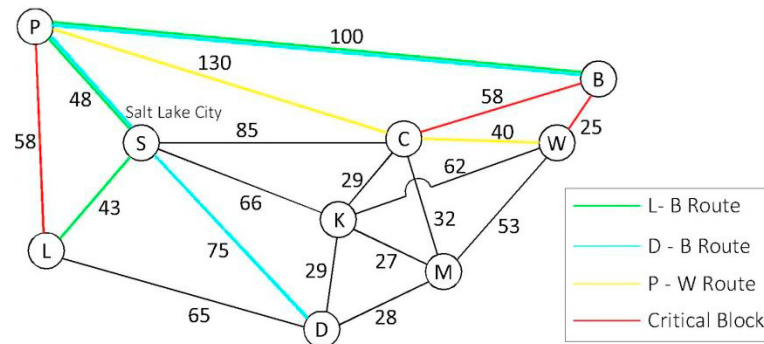 P
100
B
130
48
Salt Lake City
58
58
25
S
85
C
40
W
62
29
43
66
K
32
53
L
75
29
27
M
65
28
D
L- B Route
D - B Route
P - W Route
Critical Block